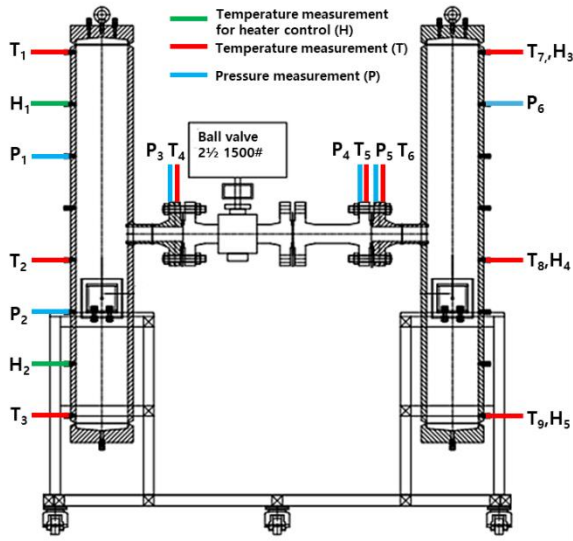 Temperature measurement
for heater control (H)
Temperature measurement (T)
Pressure measurement (P)
T₁
H₁
P₁
T₂
P₂
H₂
T₃
Ball valve
2½ 1500#
P₃ T₄
P₄ T₅ P₅ T₆
T₇,,H₃
P₆
T₈,H₄
T₉,H₅